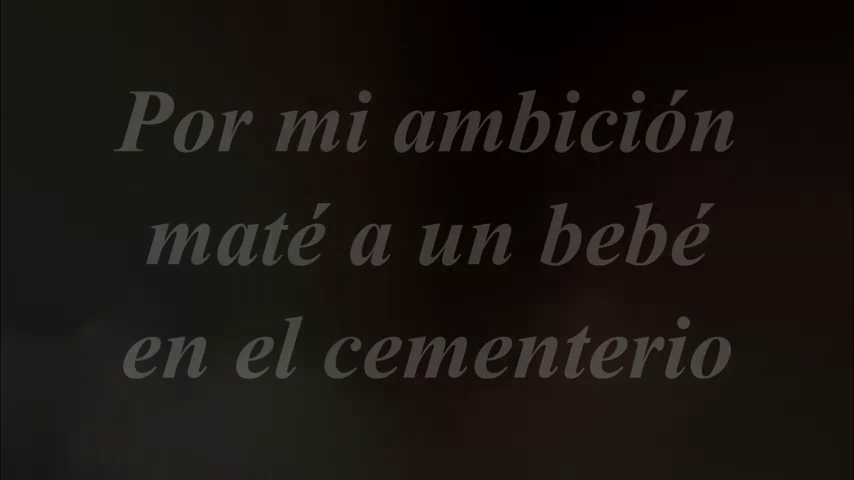 Por mi ambición
maté a un bebé
en el cementerio